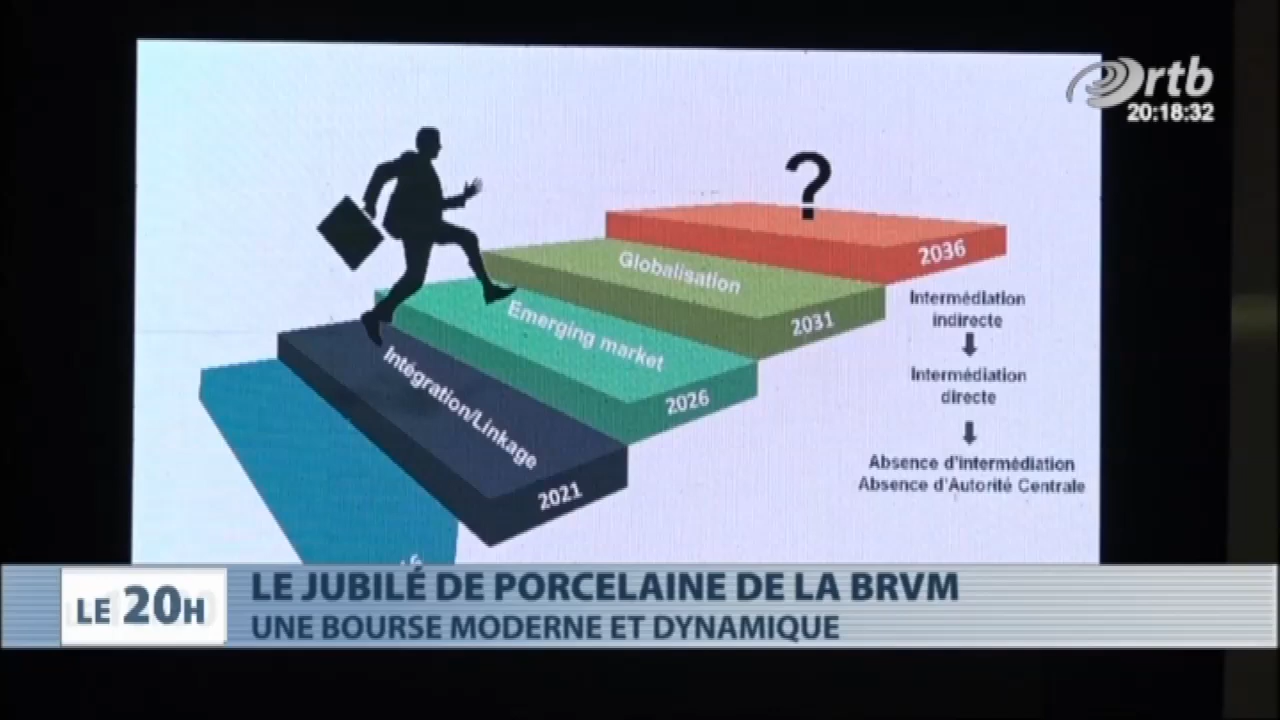 rtb
20:18:32
?
2036
Globalisation
2031
Emerging market
2026
Intégration/Linkage
2021
Intermédiation
indirecte
Intermédiation
directe
Absence d'intermédiation
Absence d'Autorité Centrale
LE 20H
LE JUBILÉ DE PORCELAINE DE LA BRVM
UNE BOURSE MODERNE ET DYNAMIQUE